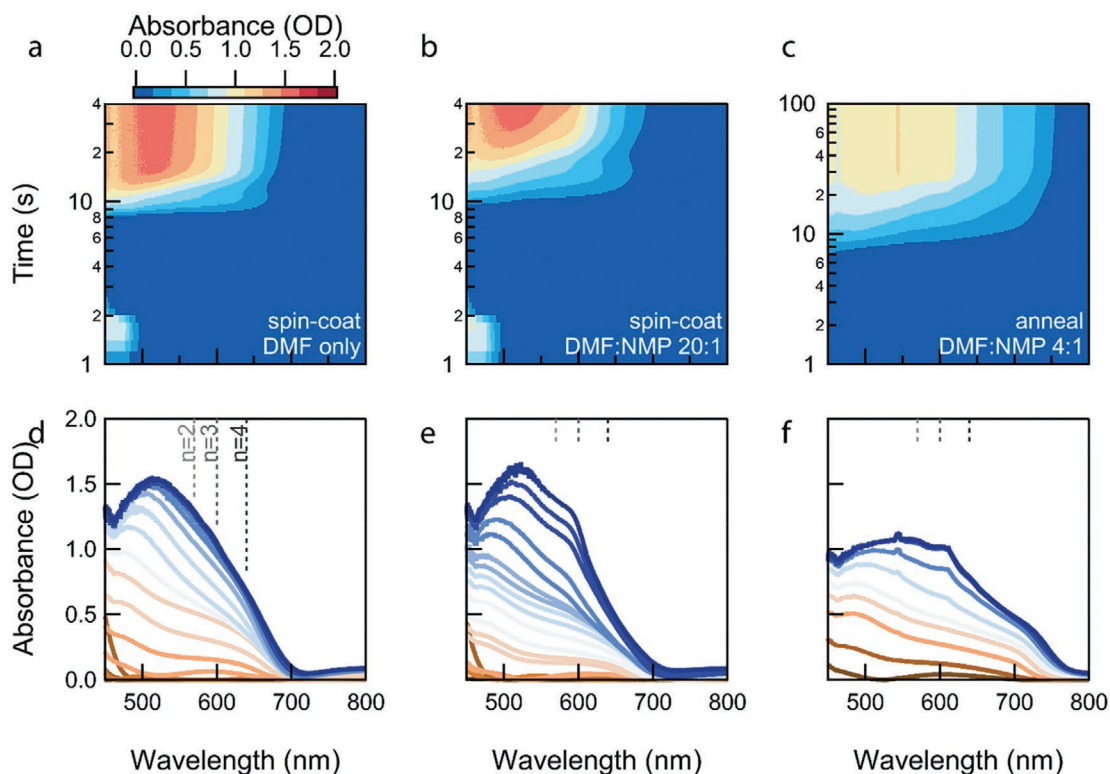 a
Absorbance (OD)
0.0 0.5 1.0 1.5 2.0
b
c
Time (s)
4
2
10
8
6
4
2
1
spin-coat
DMF only
4
2
10
8
6
4
2
1
spin-coat
DMF:NMP 20:1
100
6
4
2
10
6
4
2
1
anneal
DMF:NMP 4:1
d
Absorbance (OD)
2.0
1.5
1.0
0.5
0.0
n=2
n=3
n=4
500 600 700 800
Wavelength (nm)
e
500 600 700 800
Wavelength (nm)
f
500 600 700 800
Wavelength (nm)